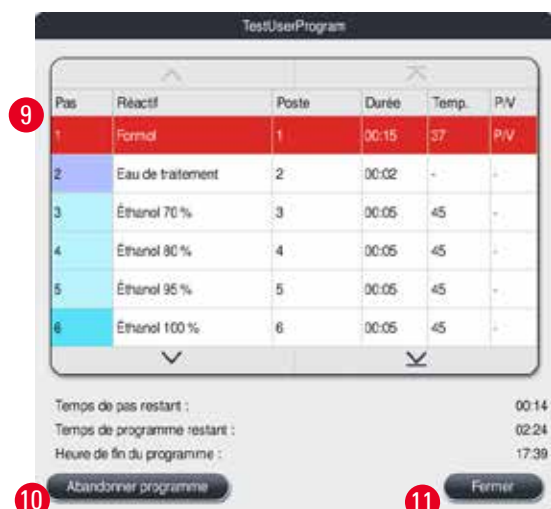 TestUserProgram
Pas Réactif Poste Durée Temp. P/V
9
1 Formol 1 00:15 37 P/V
2 Eau de traitement 2 00:02 - -
3 Éthanol 70 % 3 00:05 45 -
4 Éthanol 80 % 4 00:05 45 -
5 Éthanol 95 % 5 00:05 45 -
6 Éthanol 100 % 6 00:05 45 -
Temps de pas restant : 00:14
Temps de programme restant : 02:24
Heure de fin du programme : 17:39
Abandonner programme Fermer
10 11